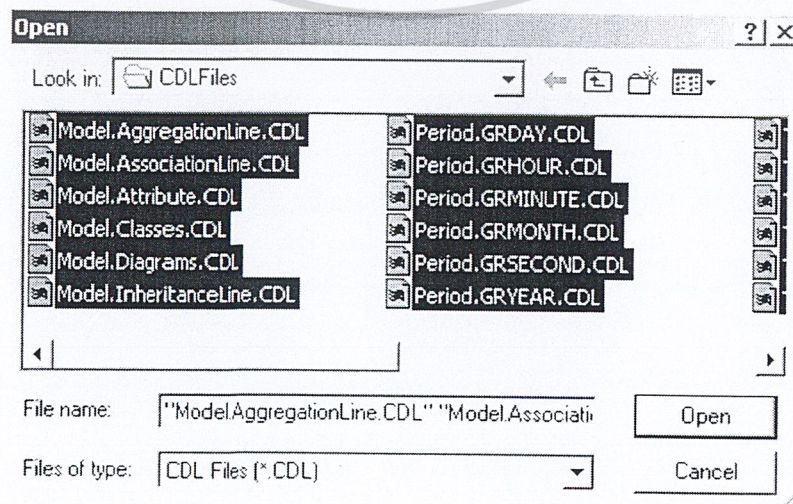 Open
Look in: CDLFiles
Model.AggregationLine.CDL
Model.AssociationLine.CDL
Model.Attribute.CDL
Model.Classes.CDL
Model.Diagrams.CDL
Model.InheritanceLine.CDL
Period.GRDAY.CDL
Period.GRHOUR.CDL
Period.GRMINUTE.CDL
Period.GRMONTH.CDL
Period.GRSECOND.CDL
Period.GRYEAR.CDL
File name: "Model.AggregationLine.CDL" "Model.Associati
Open
Files of type: CDL Files (*.CDL)
Cancel